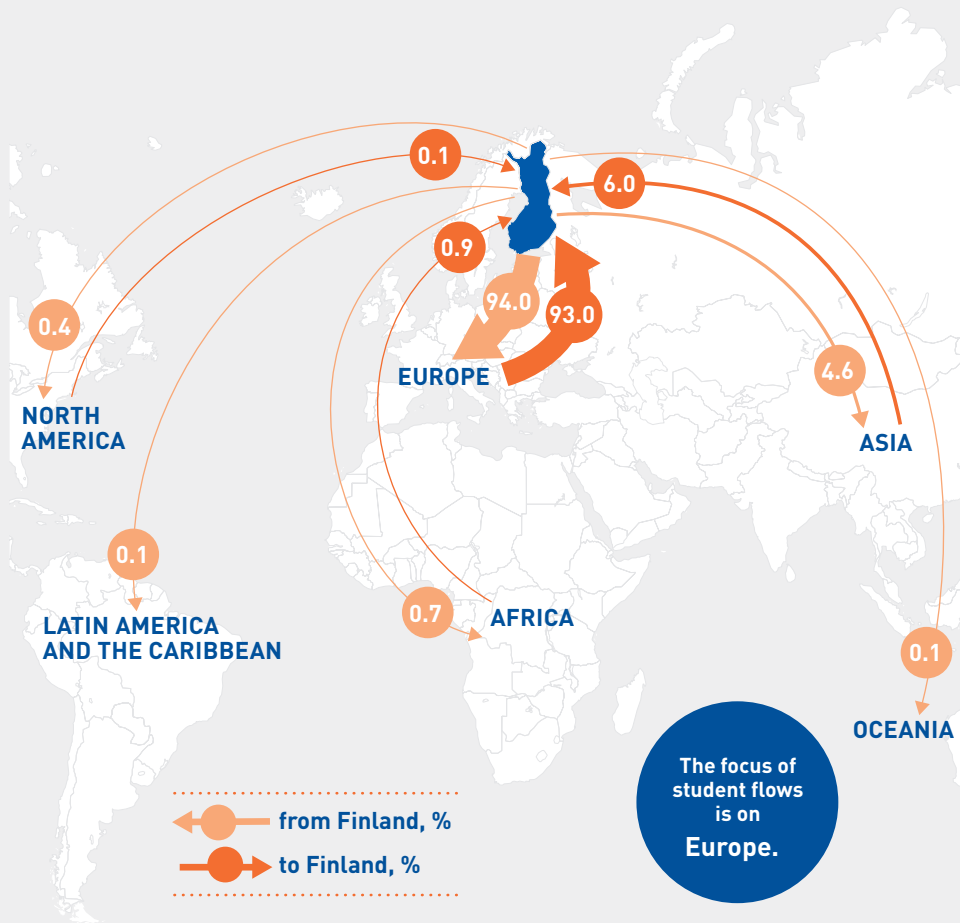 0.1
6.0
0.9
94.0
93.0
0.4
4.6
EUROPE
NORTH
AMERICA
ASIA
0.1
LATIN AMERICA
AND THE CARIBBEAN
0.7
AFRICA
0.1
OCEANIA
The focus of
student flows
is on
Europe.
from Finland, %
to Finland, %